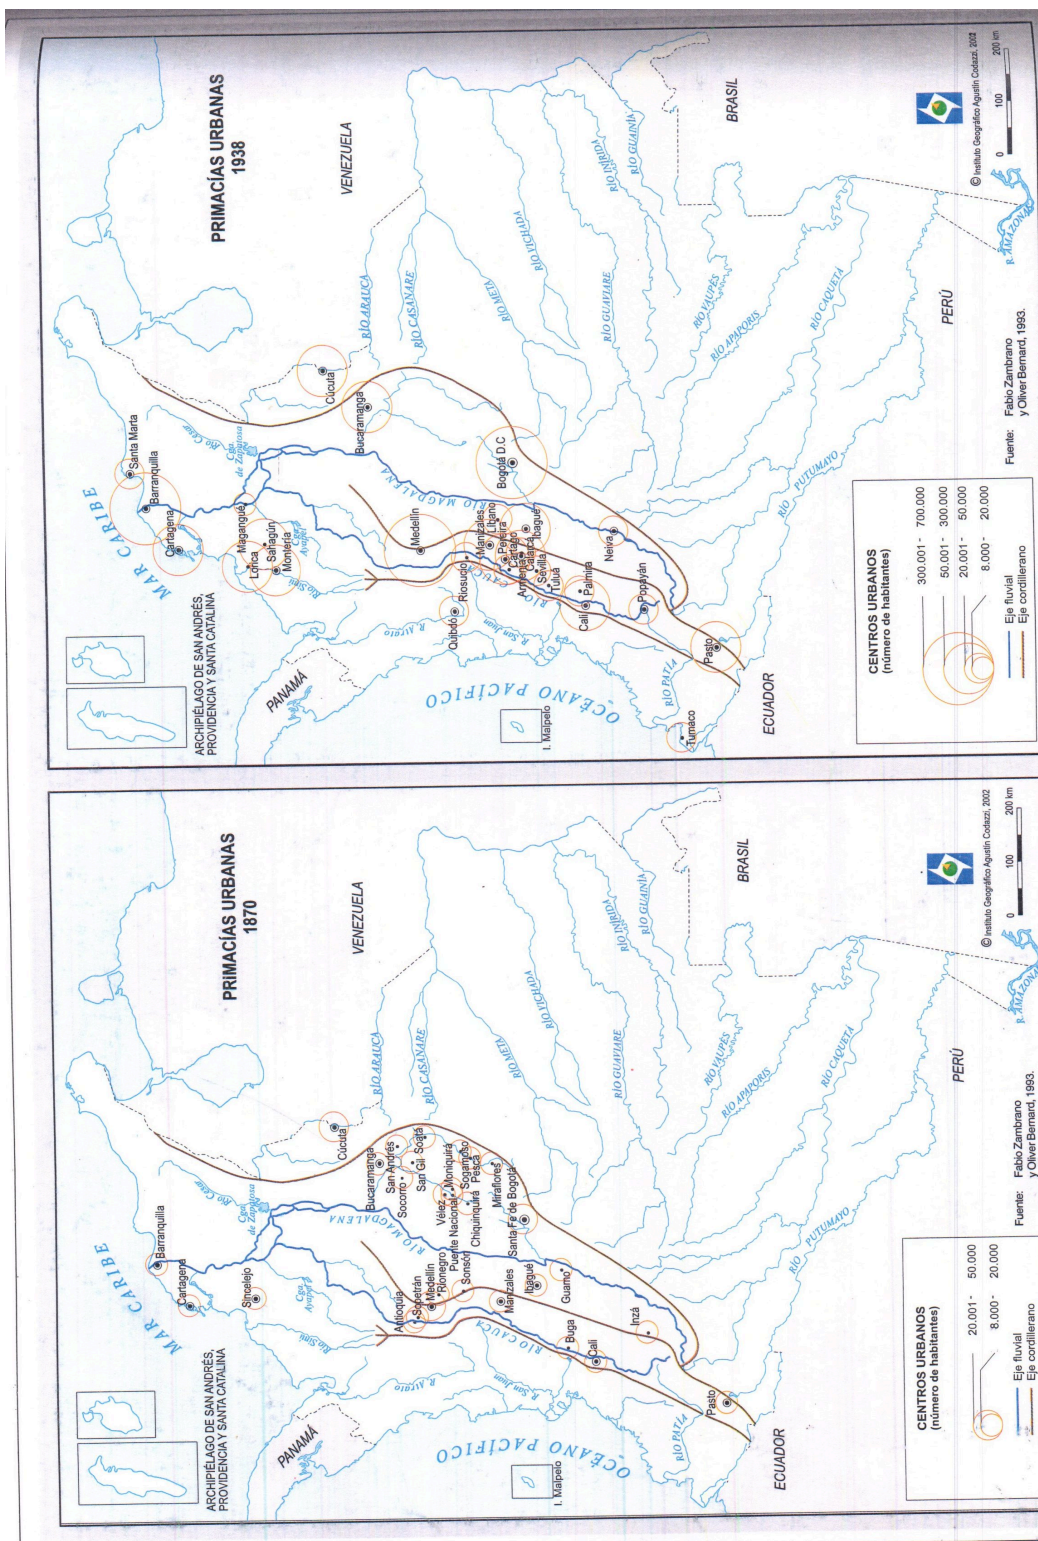 PRIMACÍAS URBANAS
1870
MAR CARIBE
ARCHIPIÉLAGO DE SAN ANDRÉS,
PROVIDENCIA Y SANTA CATALINA
PANAMÁ
VENEZUELA
BRASIL
PERÚ
ECUADOR
OCÉANO PACÍFICO
I. Malpelo
Barranquilla
Cartagena
Sincelejo
Río Cesar
Cga.
de Zapatosa
Cga
Ayapel
Río Sinú
R. Atrato
R. San Juan
RÍO CAUCA
RÍO MAGDALENA
RÍO ARAUCA
RÍO CASANARE
RÍO META
RÍO VICHADA
RÍO GUAVIARE
RÍO INÍRIDA
RÍO GUAINÍA
RÍO VAUPÉS
RÍO APAPORIS
RÍO CAQUETÁ
RÍO PUTUMAYO
RÍO PATÍA
R. AMAZONAS
Cúcuta
Bucaramanga
San Andrés
Socorro
San Gil
Soatá
Vélez
Puente Nacional
Moniquirá
Chiquinquirá
Sogamoso
Pesca
Miraflores
Santa Fe de Bogotá
Antioquia
Sopetrán
Medellín
Rionegro
Sonsón
Manizales
Ibagué
Guamo
Buga
Cali
Inzá
Pasto
CENTROS URBANOS
(número de habitantes)
20.001 - 50.000
8.000 - 20.000
Eje fluvial
Eje cordillerano
Fuente: Fabio Zambrano
y Oliver Bernard, 1993.
© Instituto Geográfico Agustín Codazzi, 2002
0 100 200 km
PRIMACÍAS URBANAS
1938
MAR CARIBE
ARCHIPIÉLAGO DE SAN ANDRÉS,
PROVIDENCIA Y SANTA CATALINA
PANAMÁ
VENEZUELA
BRASIL
PERÚ
ECUADOR
OCÉANO PACÍFICO
I. Malpelo
Santa Marta
Barranquilla
Cartagena
Magangué
Lorica
Sahagún
Montería
Río Cesar
Cga.
de Zapatosa
Cga
Ayapel
Río Sinú
R. Atrato
R. San Juan
RÍO CAUCA
RÍO MAGDALENA
RÍO ARAUCA
RÍO CASANARE
RÍO META
RÍO VICHADA
RÍO GUAVIARE
RÍO INÍRIDA
RÍO GUAINÍA
RÍO VAUPÉS
RÍO APAPORIS
RÍO CAQUETÁ
RÍO PUTUMAYO
RÍO PATÍA
R. AMAZONAS
Cúcuta
Bucaramanga
Medellín
Quibdó
Riosucio
Manizales
Líbano
Pereira
Cartago
Armenia
Calarcá
Ibagué
Sevilla
Tuluá
Palmira
Cali
Bogotá D.C
Neiva
Popayán
Pasto
Tumaco
CENTROS URBANOS
(número de habitantes)
300.001 - 700.000
50.001 - 300.000
20.001 - 50.000
8.000 - 20.000
Eje fluvial
Eje cordillerano
Fuente: Fabio Zambrano
y Oliver Bernard, 1993.
© Instituto Geográfico Agustín Codazzi, 2002
0 100 200 km